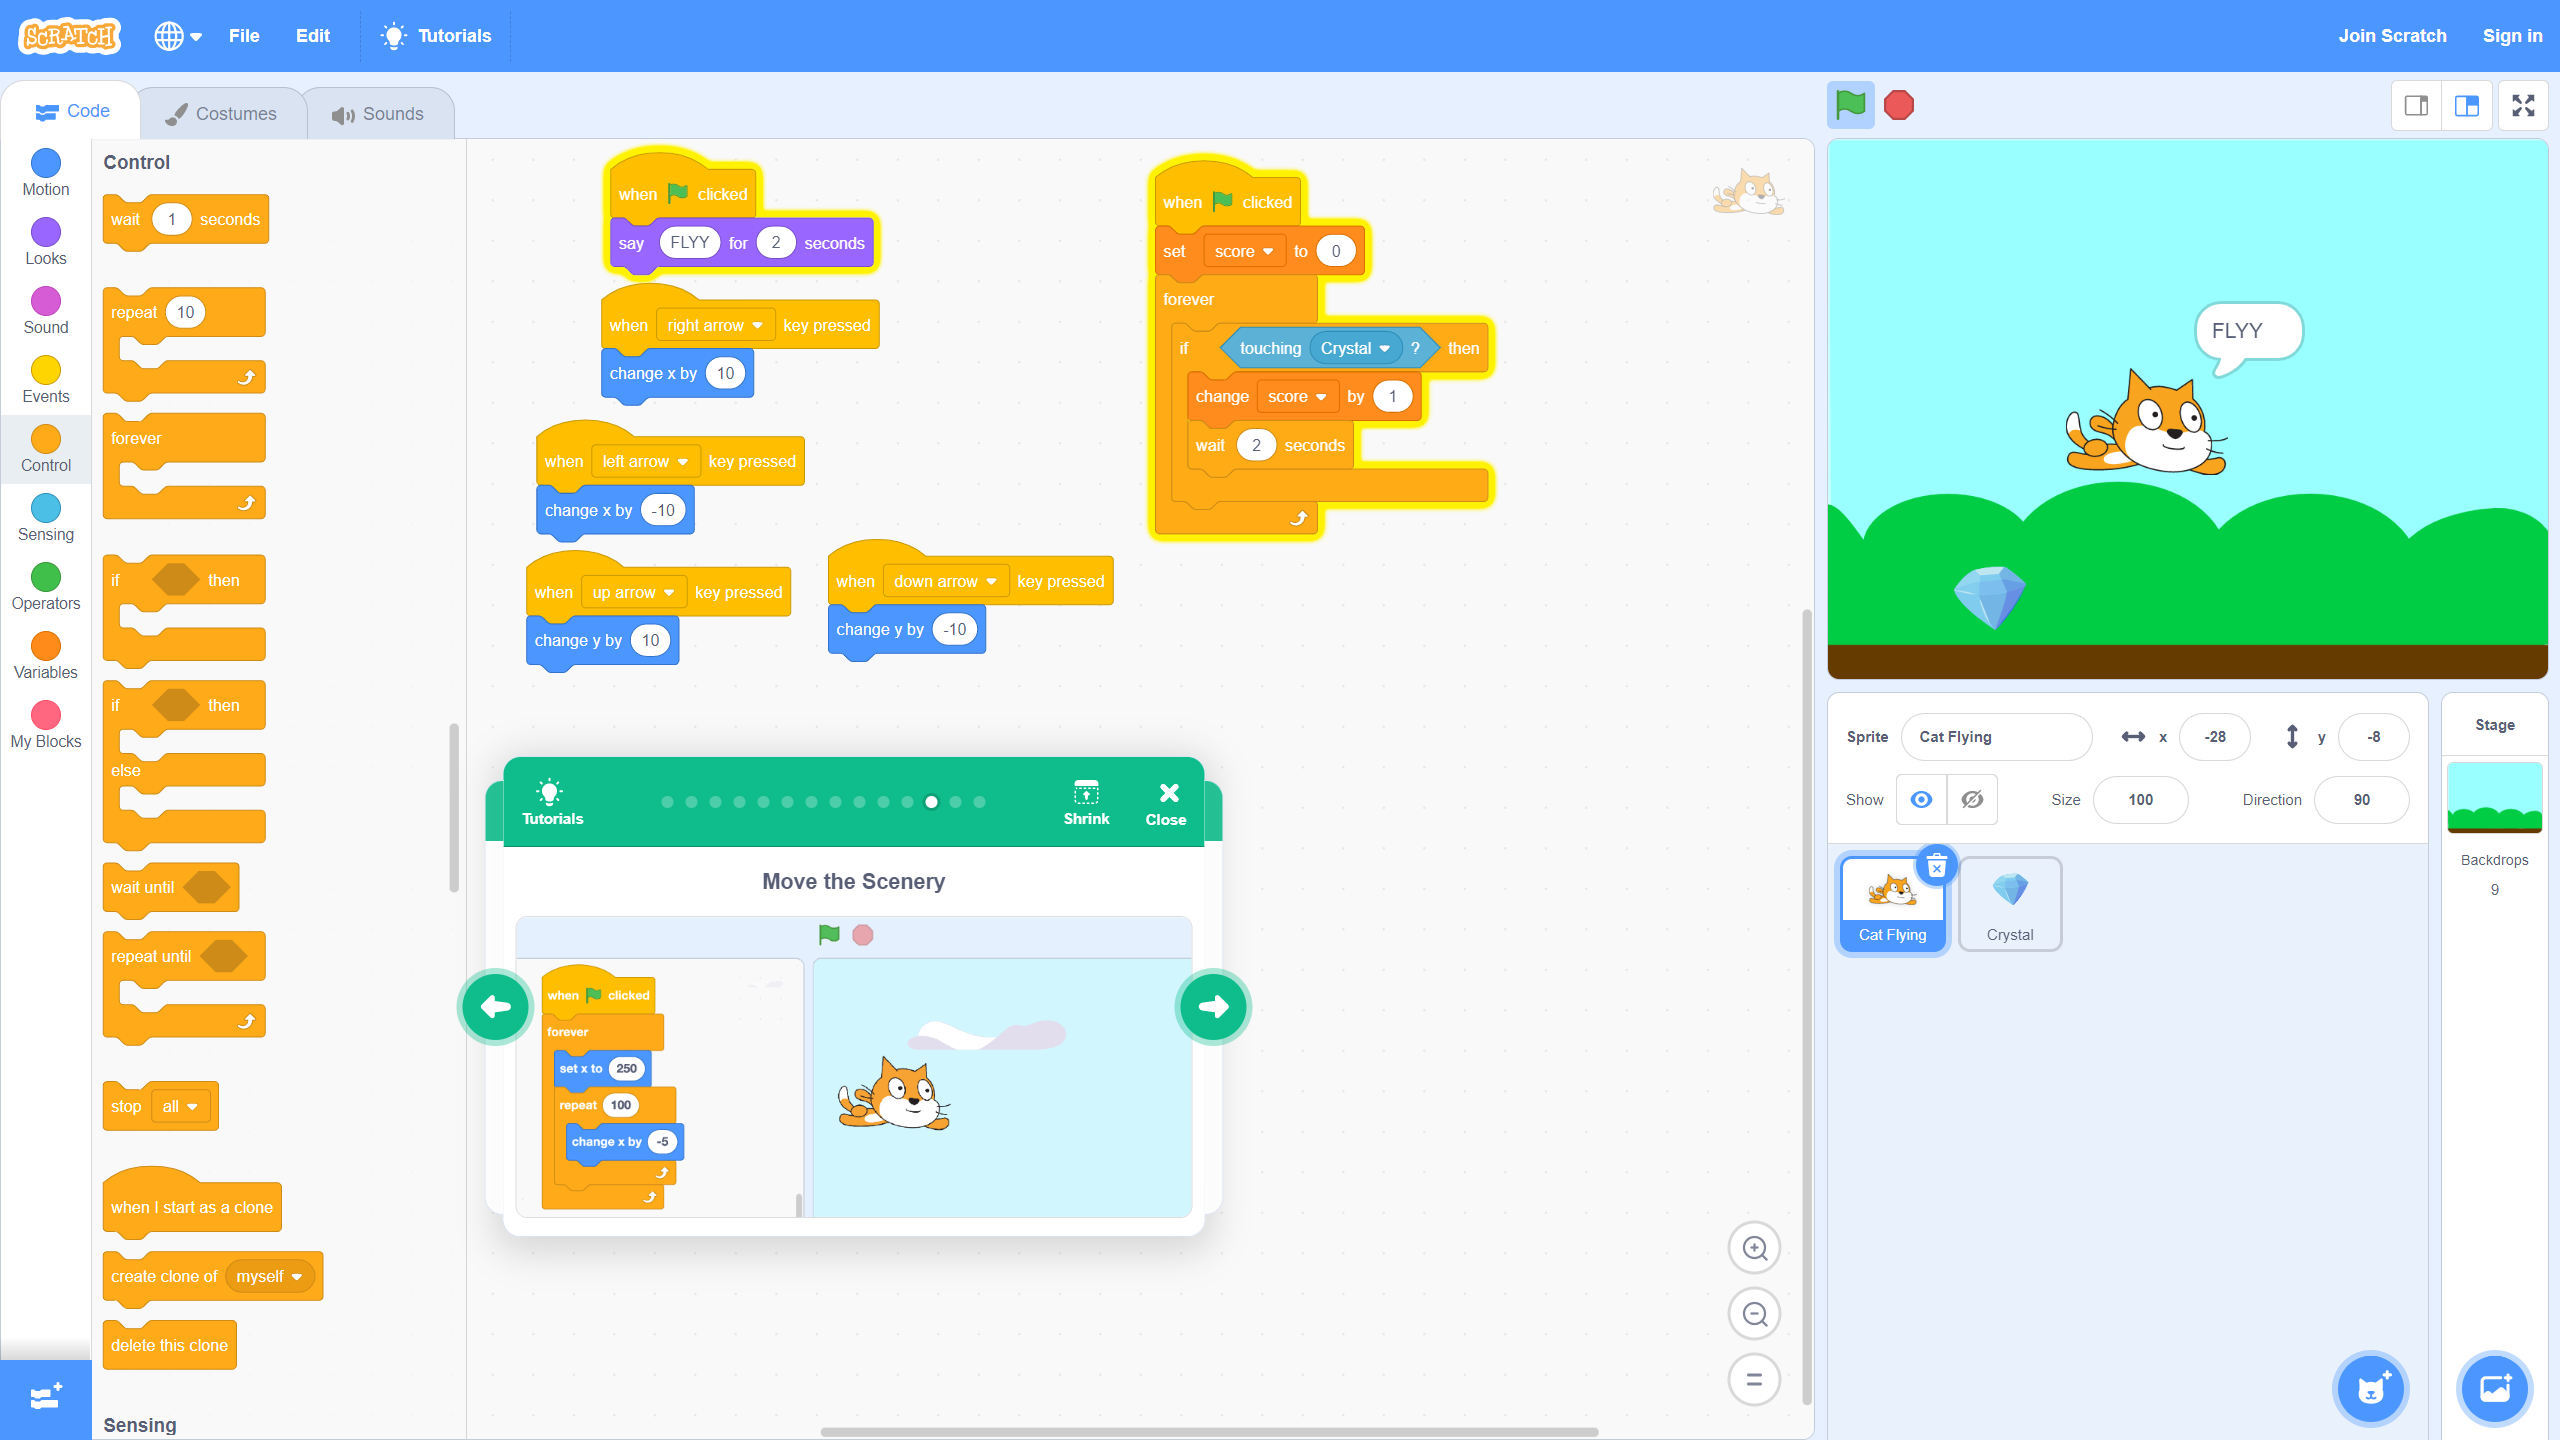 SCRATCH
File
Edit
Tutorials
Join Scratch
Sign in
Code
Costumes
Sounds
Motion
Looks
Sound
Events
Control
Sensing
Operators
Variables
My Blocks
Control
wait 1 seconds
repeat 10
forever
if then
if then
else
wait until
repeat until
stop all
when I start as a clone
create clone of myself
delete this clone
Sensing
when clicked
say FLYY for 2 seconds
when right arrow key pressed
change x by 10
when left arrow key pressed
change x by -10
when up arrow key pressed
change y by 10
when down arrow key pressed
change y by -10
when clicked
set score to 0
forever
if touching Crystal ? then
change score by 1
wait 2 seconds
Tutorials
Shrink
Close
Move the Scenery
when clicked
forever
set x to 250
repeat 100
change x by -5
FLYY
Sprite Cat Flying x -28 y -8
Show Size 100 Direction 90
Cat Flying
Crystal
Stage
Backdrops
9